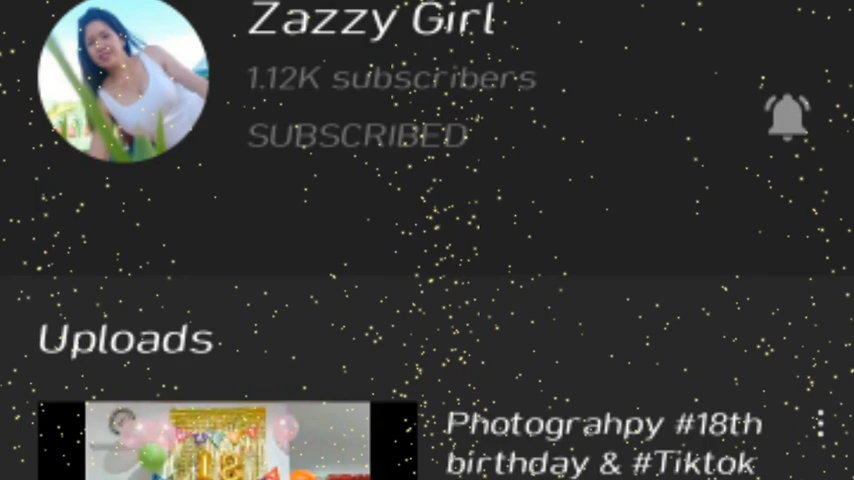 Zazzy Girl
1.12K subscribers
SUBSCRIBED
Uploads
Photograhpy #18th
birthday & #Tiktok